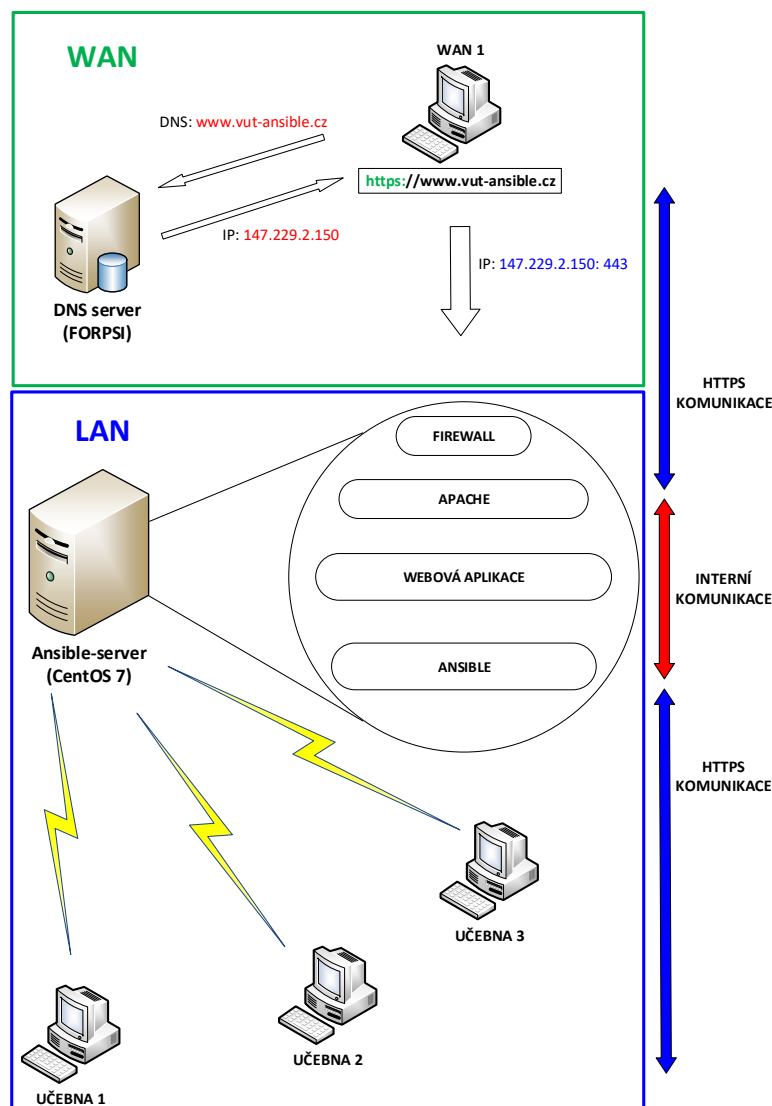 WAN
WAN 1
DNS: www.vut-ansible.cz
https://www.vut-ansible.cz
IP: 147.229.2.150
IP: 147.229.2.150: 443
DNS server
(FORPSI)
HTTPS
KOMUNIKACE
LAN
FIREWALL
APACHE
WEBOVÁ APLIKACE
INTERNÍ
KOMUNIKACE
ANSIBLE
Ansible-server
(CentOS 7)
HTTPS
KOMUNIKACE
UČEBNA 3
UČEBNA 2
UČEBNA 1